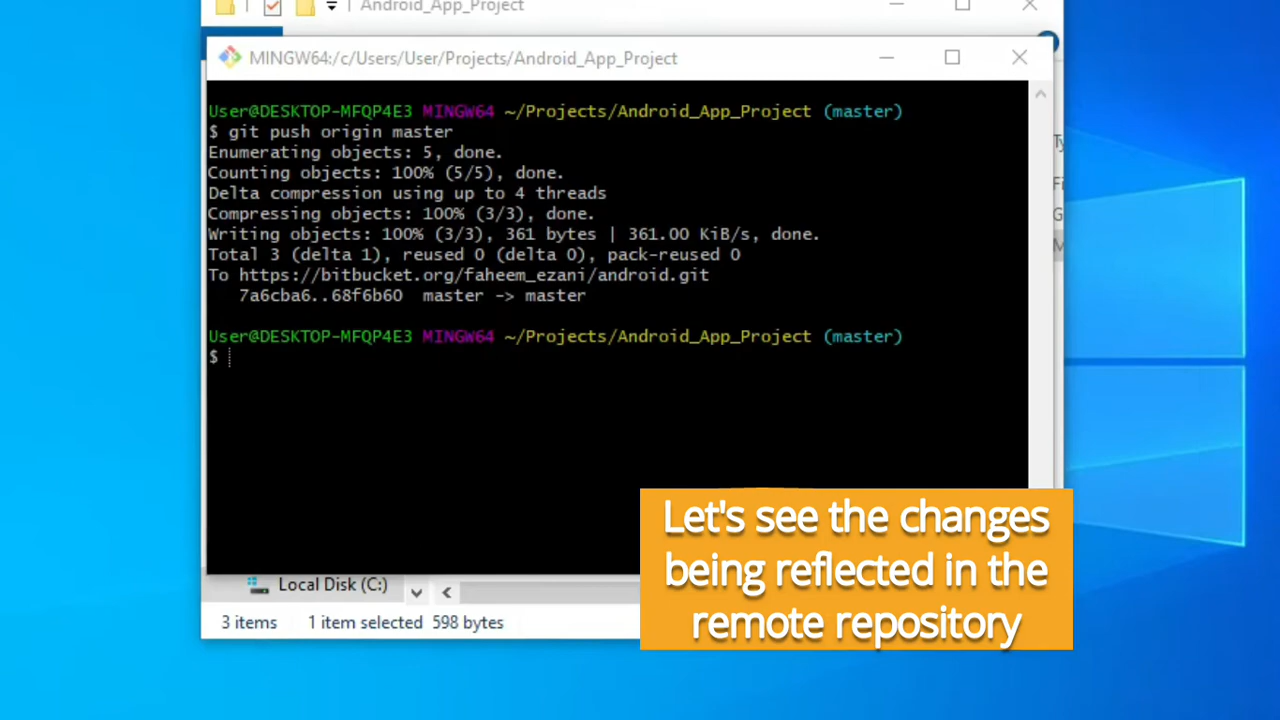 Android_App_Project
MINGW64:/c/Users/User/Projects/Android_App_Project
User@DESKTOP-MFQP4E3 MINGW64 ~/Projects/Android_App_Project (master)
$ git push origin master
Enumerating objects: 5, done.
Counting objects: 100% (5/5), done.
Delta compression using up to 4 threads
Compressing objects: 100% (3/3), done.
Writing objects: 100% (3/3), 361 bytes | 361.00 KiB/s, done.
Total 3 (delta 1), reused 0 (delta 0), pack-reused 0
To https://bitbucket.org/faheem_ezani/android.git
7a6cba6..68f6b60 master -> master
User@DESKTOP-MFQP4E3 MINGW64 ~/Projects/Android_App_Project (master)
$
Let's see the changes
being reflected in the
remote repository
Local Disk (C:)
3 items 1 item selected 598 bytes